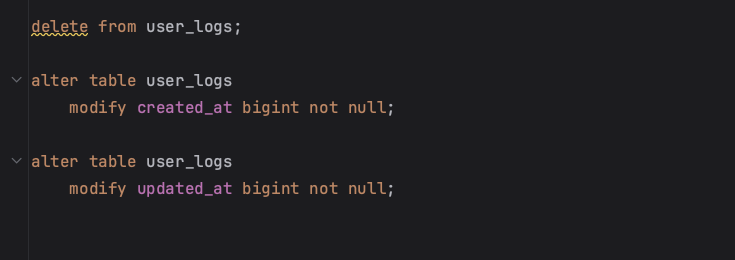 delete from user_logs;
alter table user_logs
modify created_at bigint not null;
alter table user_logs
modify updated_at bigint not null;